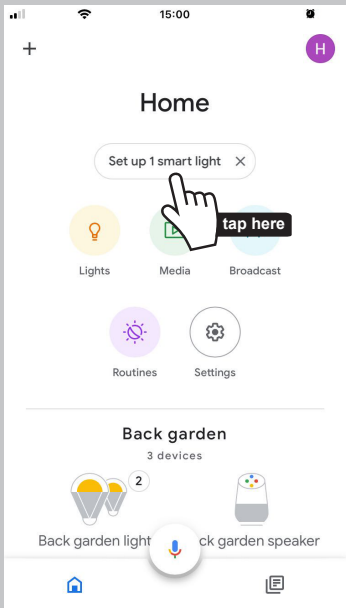 15:00
+
H
Home
Set up 1 smart light ×
tap here
Lights Media Broadcast
Routines Settings
Back garden
3 devices
2
Back garden light ck garden speaker